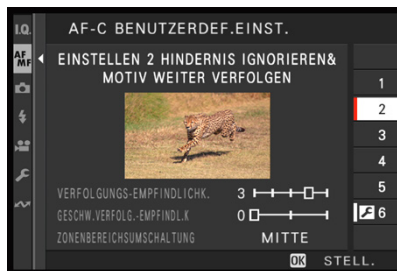 I.Q.
AF-C BENUTZERDEF.EINST.
AF
MF
EINSTELLEN 2 HINDERNIS IGNORIEREN&
MOTIV WEITER VERFOLGEN
1
2
3
4
5
6
VERFOLGUNGS-EMPFINDLICHK. 3
GESCHW.VERFOLG.-EMPFINDL.K 0
ZONENBEREICHSUMSCHALTUNG MITTE
OK STELL.